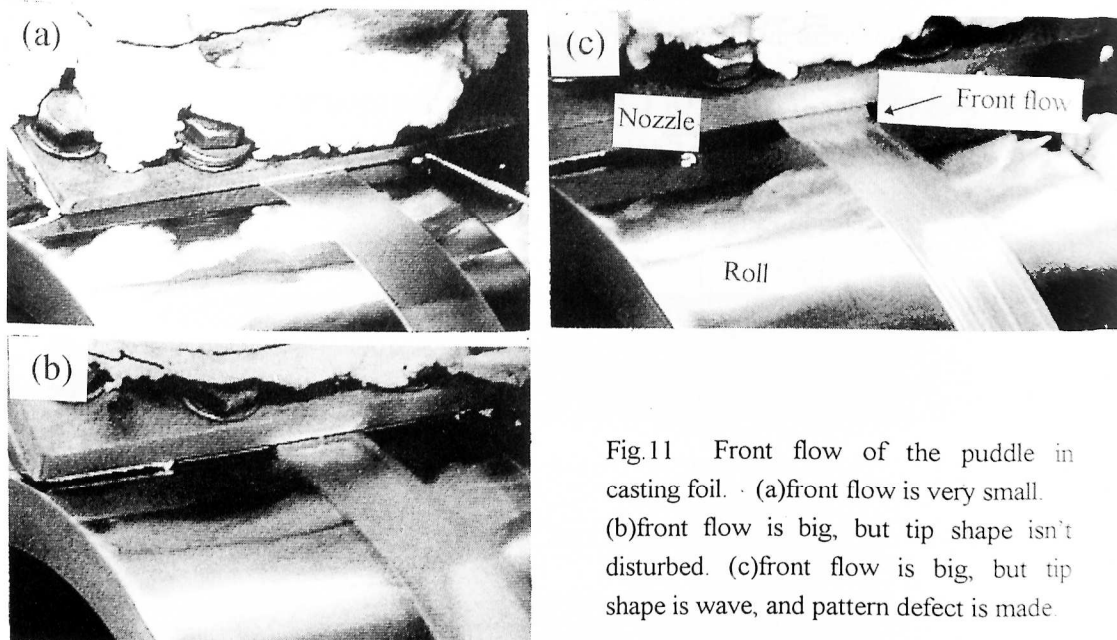 (a)
(c)
Nozzle
Front flow
Roll
(b)
Fig.11 Front flow of the puddle in
casting foil. (a)front flow is very small.
(b)front flow is big, but tip shape isn't
disturbed. (c)front flow is big, but tip
shape is wave, and pattern defect is made.